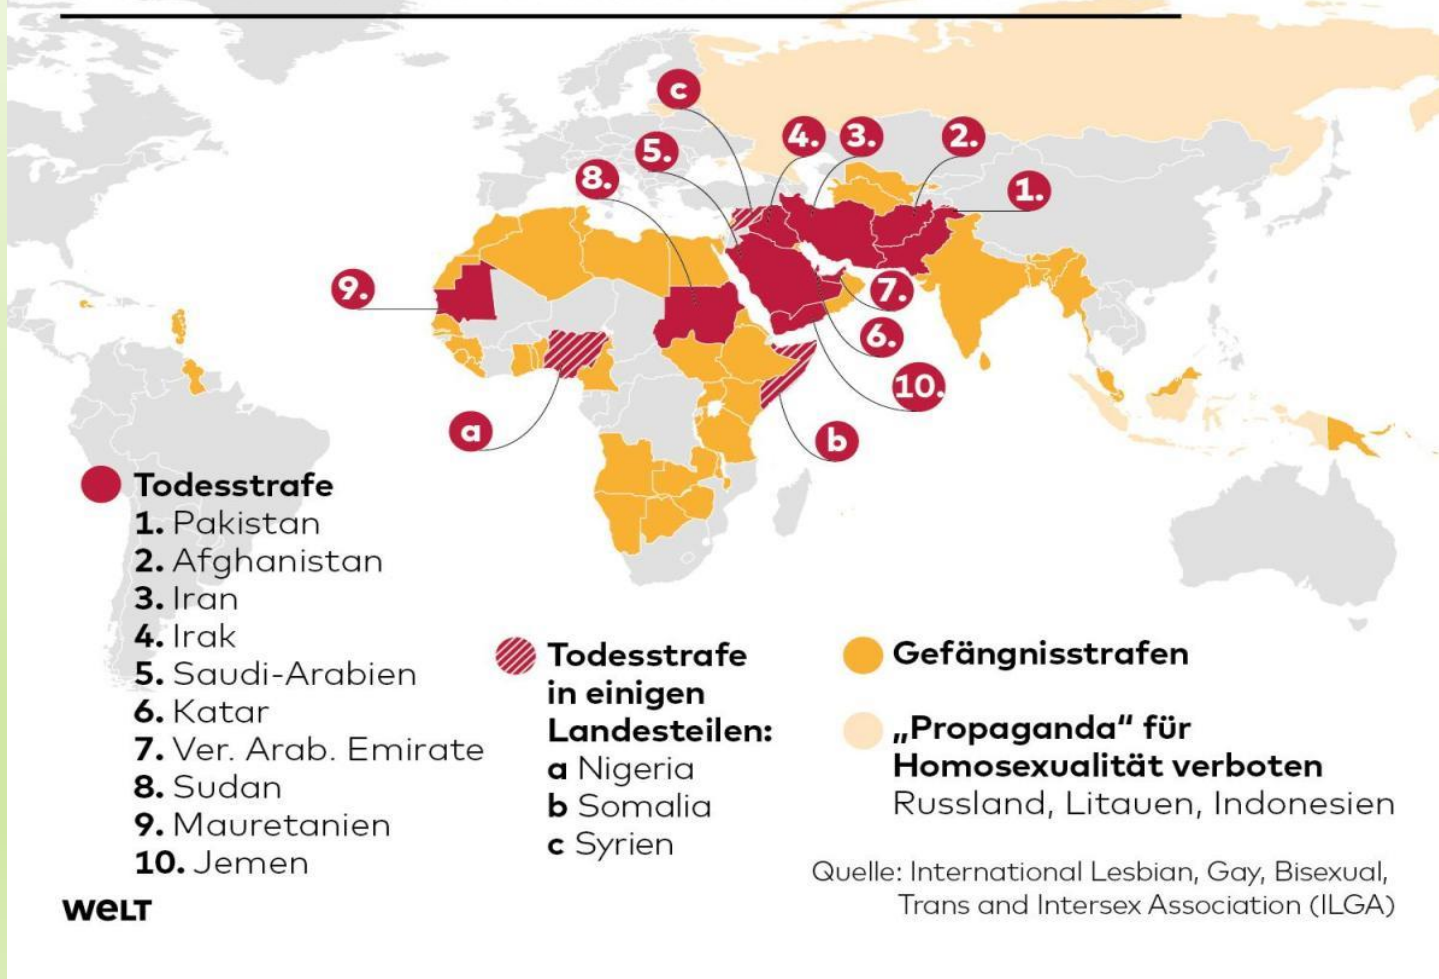 c
4.
3.
2.
5.
8.
1.
9.
7.
6.
10.
a
b
Todesstrafe
1. Pakistan
2. Afghanistan
3. Iran
4. Irak
5. Saudi-Arabien
6. Katar
7. Ver. Arab. Emirate
8. Sudan
9. Mauretanien
10. Jemen
Todesstrafe
in einigen
Landesteilen:
a Nigeria
b Somalia
c Syrien
Gefängnisstrafen
„Propaganda“ für
Homosexualität verboten
Russland, Litauen, Indonesien
Quelle: International Lesbian, Gay, Bisexual,
Trans and Intersex Association (ILGA)
WELT